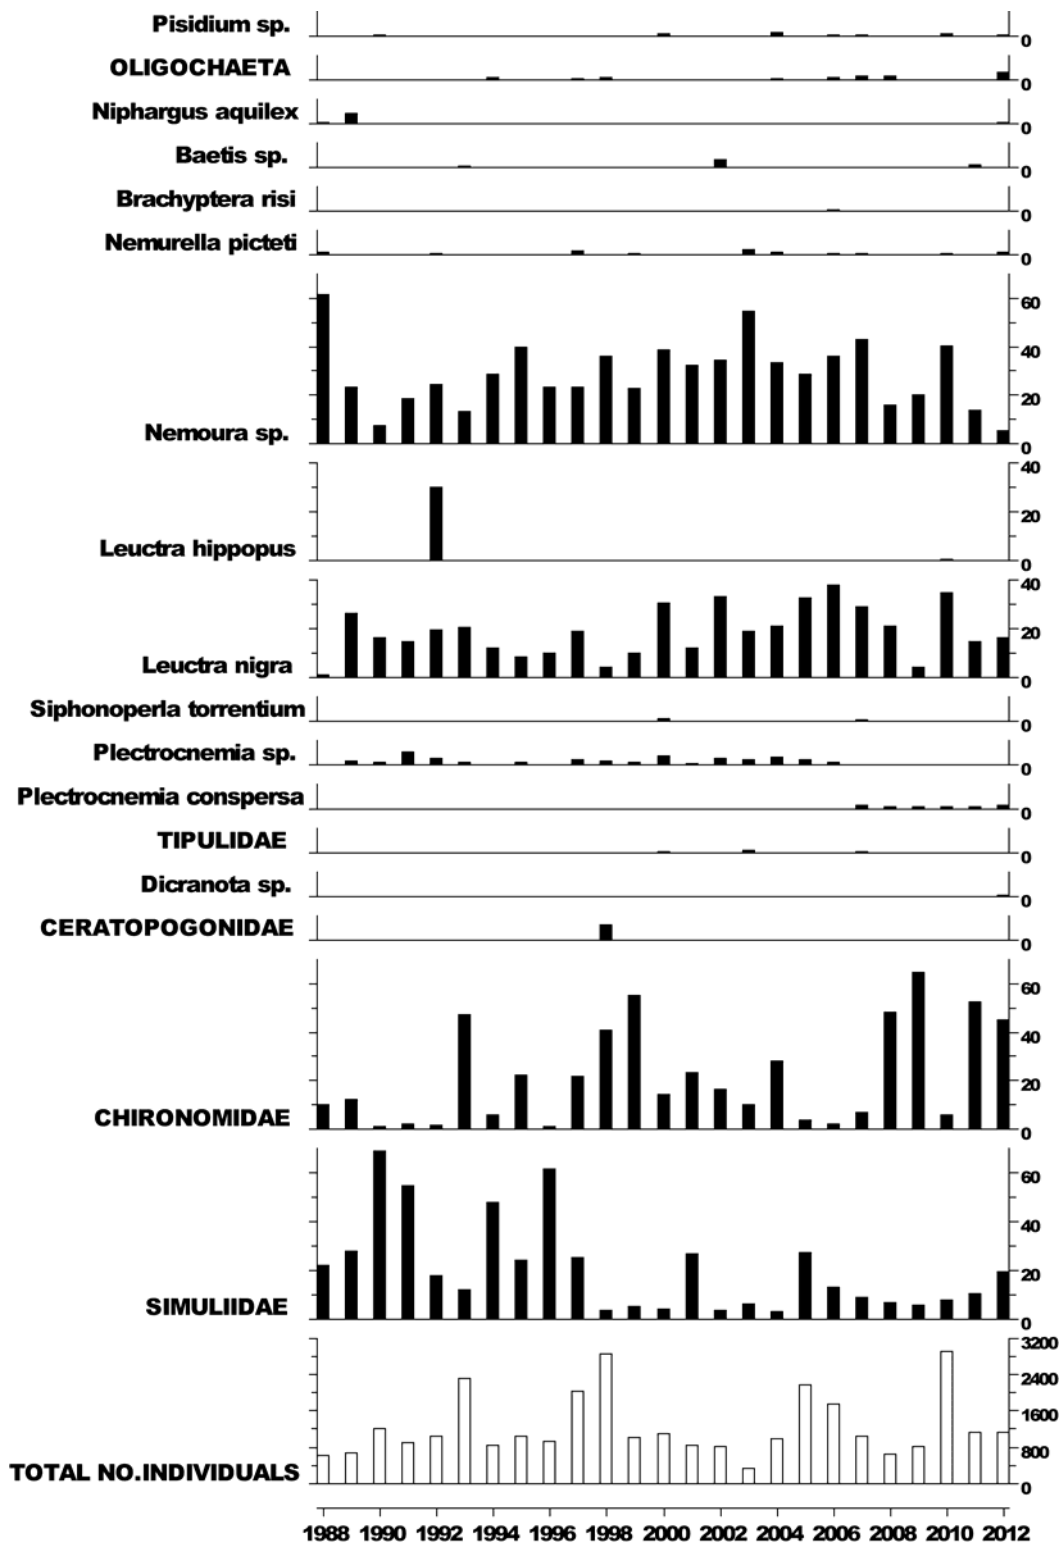 Pisidium sp. 0
OLIGOCHAETA 0
Niphargus aquilex 0
Baetis sp. 0
Brachyptera risi 0
Nemurella picteti 0
60
40
20
Nemoura sp. 0
40
20
Leuctra hippopus 0
40
20
Leuctra nigra 0
Siphonoperla torrentium 0
Plectrocnemia sp. 0
Plectrocnemia conspersa 0
TIPULIDAE 0
Dicranota sp. 0
CERATOPOGONIDAE 0
60
40
20
CHIRONOMIDAE 0
60
40
20
SIMULIIDAE 0
3200
2400
1600
800
TOTAL NO.INDIVIDUALS 0
1988 1990 1992 1994 1996 1998 2000 2002 2004 2006 2008 2010 2012